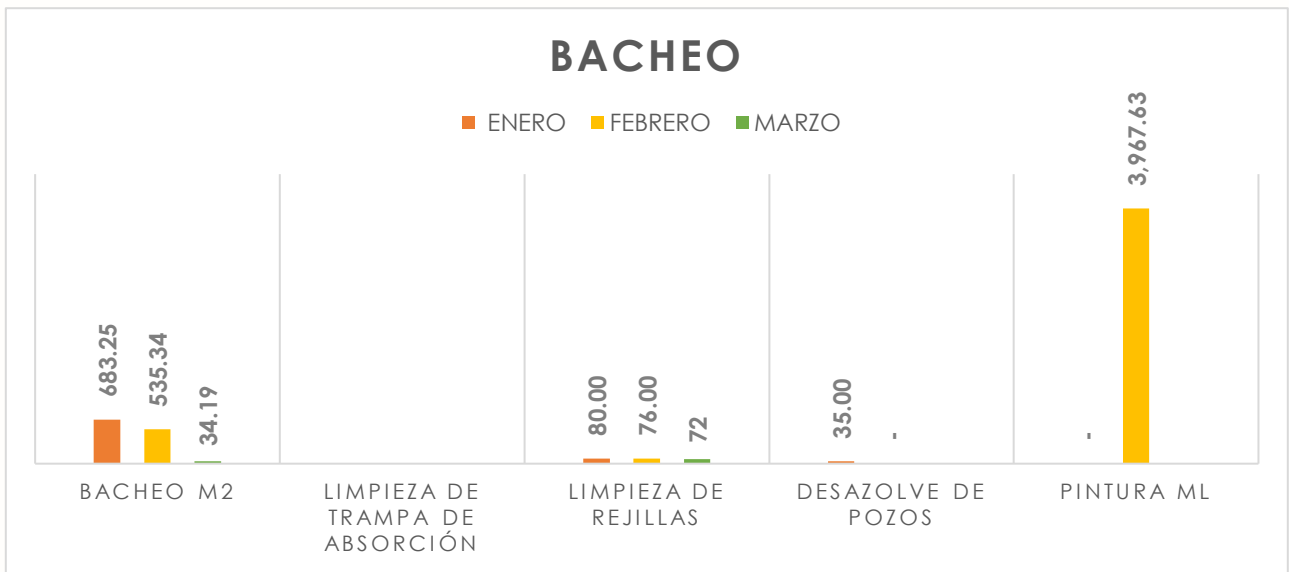 BACHEO
ENERO FEBRERO MARZO
683.25
535.34
34.19
80.00
76.00
72
35.00
-
-
3,967.63
BACHEO M2
LIMPIEZA DE
TRAMPA DE
ABSORCIÓN
LIMPIEZA DE
REJILLAS
DESAZOLVE DE
POZOS
PINTURA ML